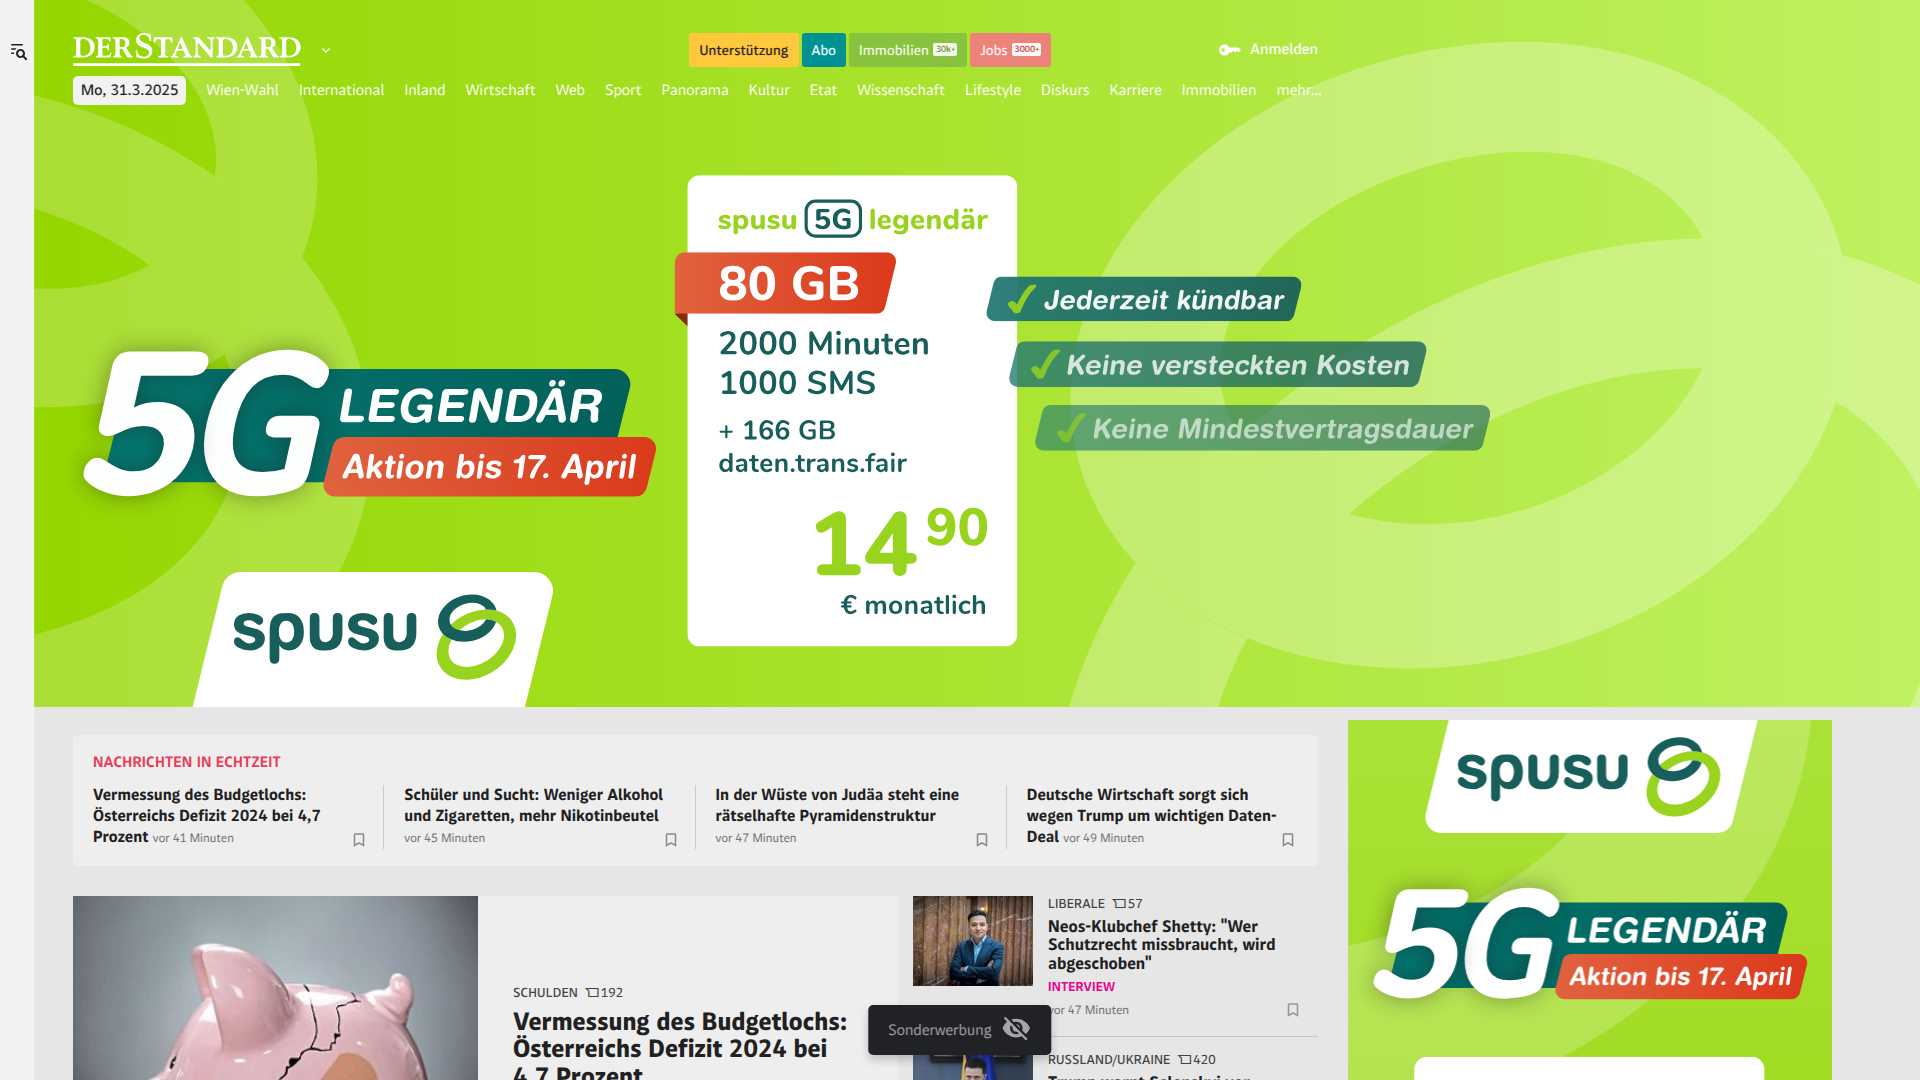 DERSTANDARD
Unterstützung
Abo
Immobilien 30k+
Jobs 3000+
Anmelden
Mo, 31.3.2025
Wien-Wahl
International
Inland
Wirtschaft
Web
Sport
Panorama
Kultur
Etat
Wissenschaft
Lifestyle
Diskurs
Karriere
Immobilien
mehr...
spusu 5G legendär
80 GB
2000 Minuten
1000 SMS
+ 166 GB
daten.trans.fair
14 90
€ monatlich
Jederzeit kündbar
Keine versteckten Kosten
Keine Mindestvertragsdauer
5G LEGENDÄR
Aktion bis 17. April
spusu
NACHRICHTEN IN ECHTZEIT
Vermessung des Budgetlochs:
Österreichs Defizit 2024 bei 4,7
Prozent vor 41 Minuten
Schüler und Sucht: Weniger Alkohol
und Zigaretten, mehr Nikotinbeutel
vor 45 Minuten
In der Wüste von Judäa steht eine
rätselhafte Pyramidenstruktur
vor 47 Minuten
Deutsche Wirtschaft sorgt sich
wegen Trump um wichtigen Daten-
Deal vor 49 Minuten
SCHULDEN 192
Vermessung des Budgetlochs:
Österreichs Defizit 2024 bei
4,7 Prozent
LIBERALE 57
Neos-Klubchef Shetty: "Wer
Schutzrecht missbraucht, wird
abgeschoben"
INTERVIEW
vor 47 Minuten
RUSSLAND/UKRAINE 420
Trump warnt Selenskyj vor
Sonderwerbung
spusu
5G LEGENDÄR
Aktion bis 17. April